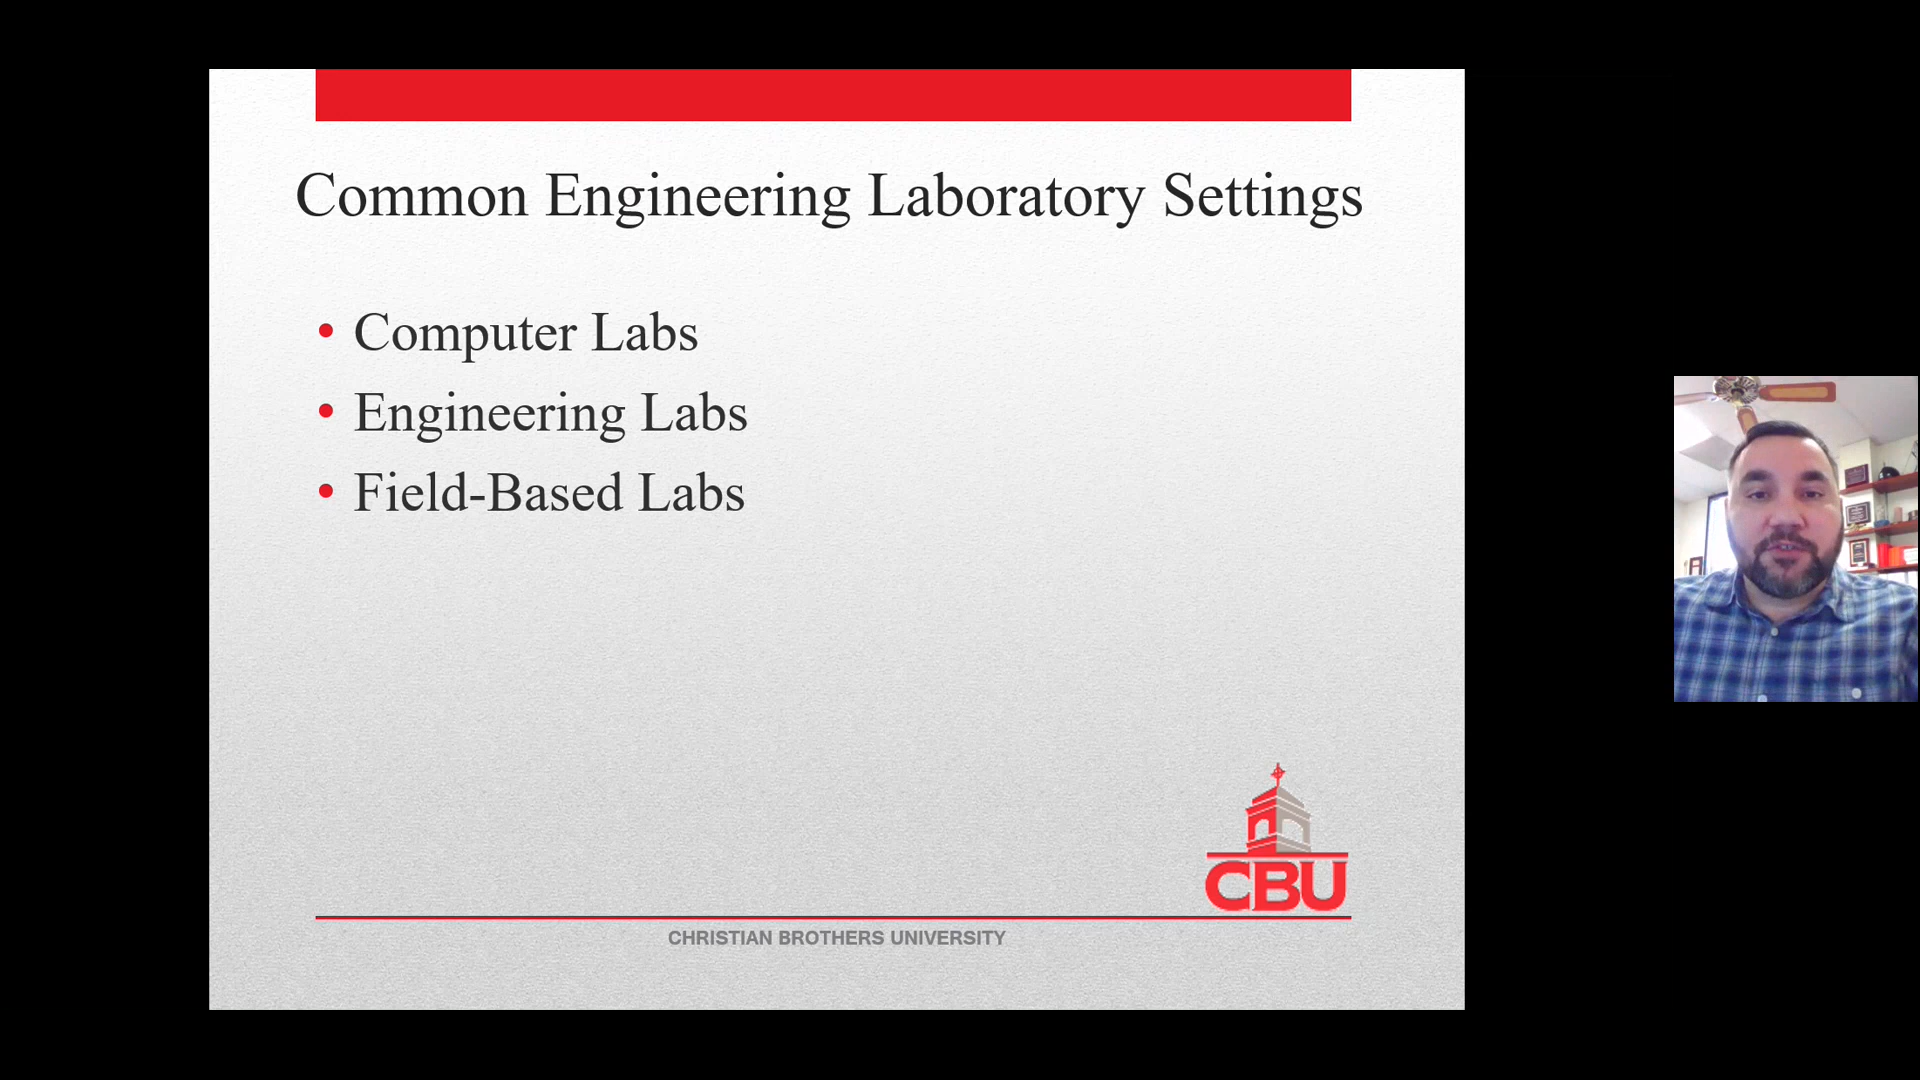 Common Engineering Laboratory Settings
• Computer Labs
• Engineering Labs
• Field-Based Labs
CBU
CHRISTIAN BROTHERS UNIVERSITY